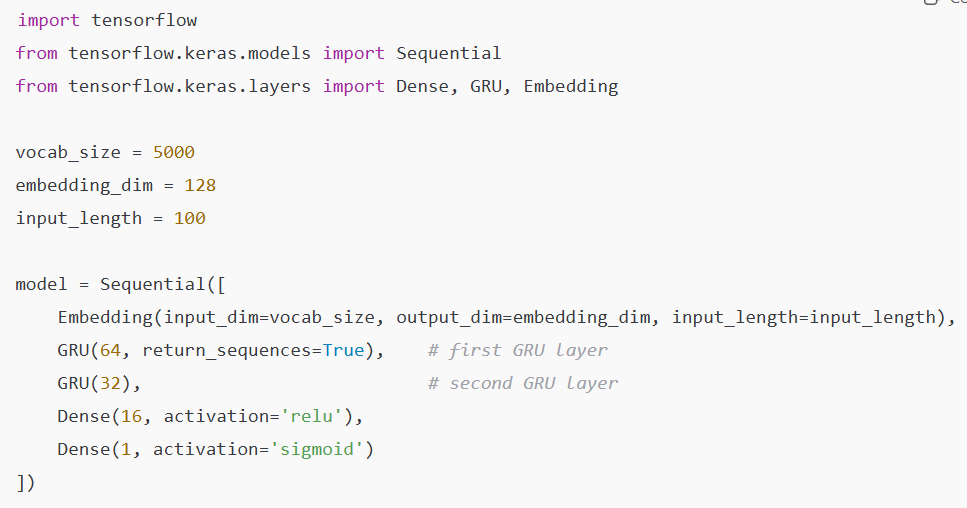 import tensorflow
from tensorflow.keras.models import Sequential
from tensorflow.keras.layers import Dense, GRU, Embedding
vocab_size = 5000
embedding_dim = 128
input_length = 100
model = Sequential([
    Embedding(input_dim=vocab_size, output_dim=embedding_dim, input_length=input_length),
    GRU(64, return_sequences=True),    # first GRU layer
    GRU(32),                           # second GRU layer
    Dense(16, activation='relu'),
    Dense(1, activation='sigmoid')
])